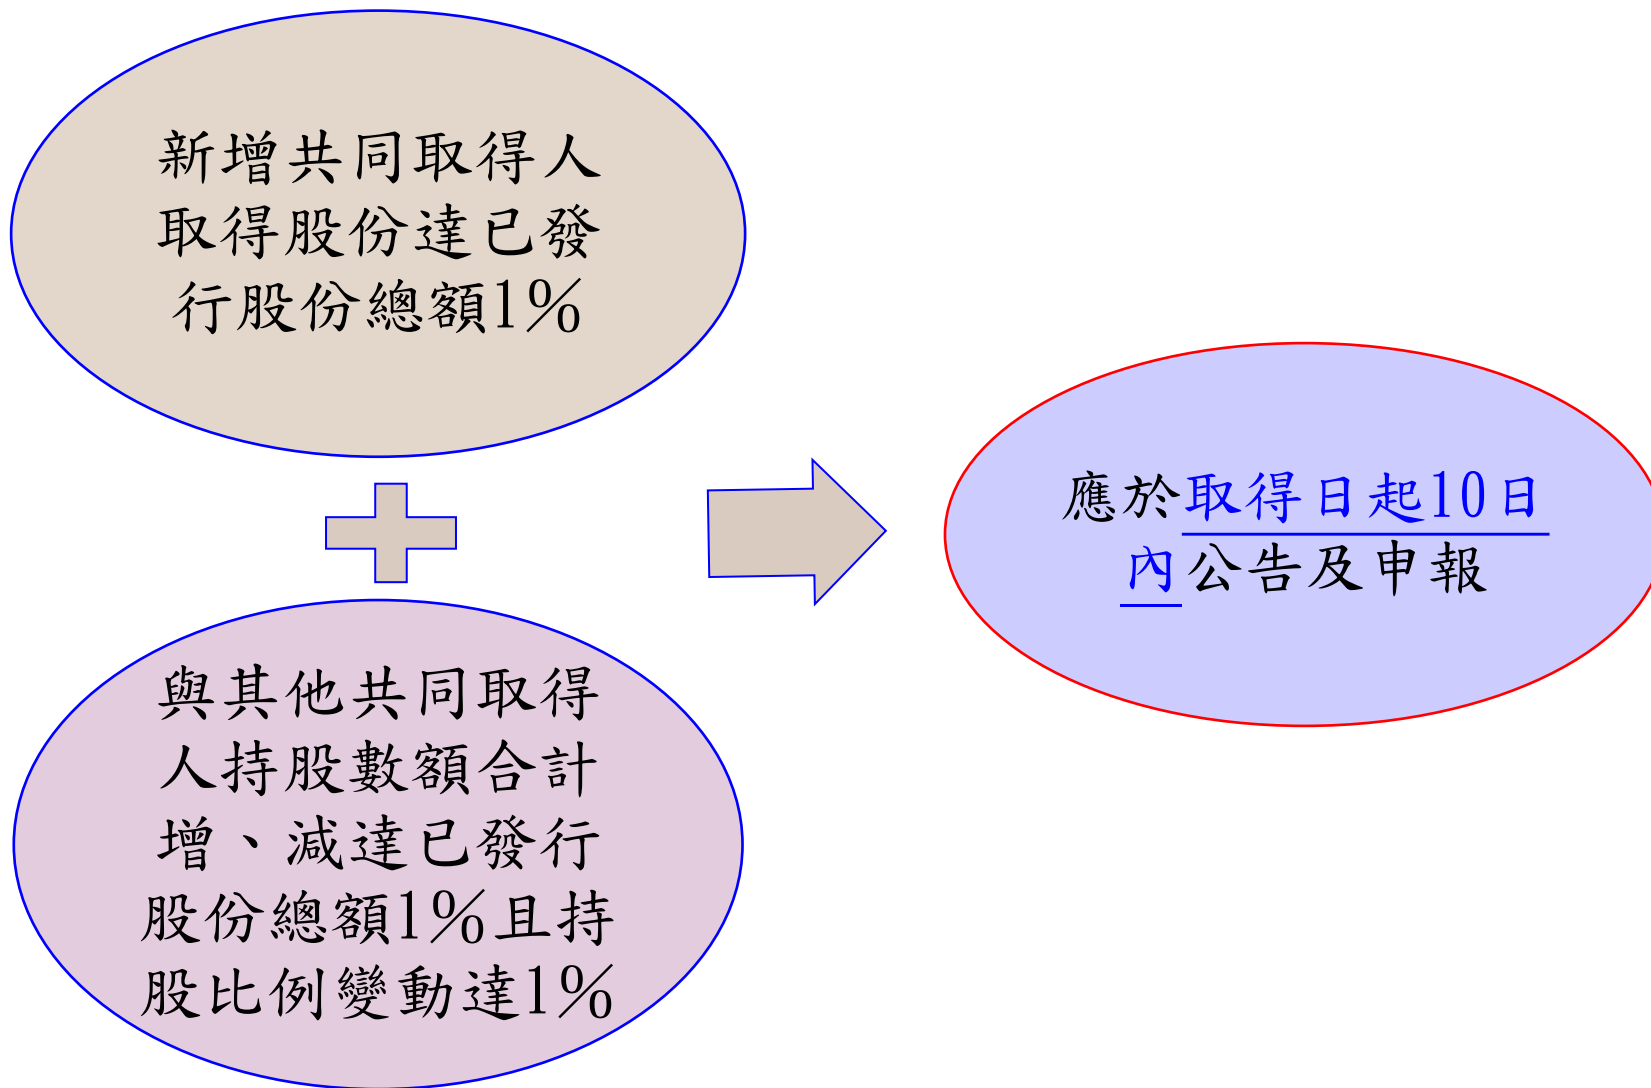 新增共同取得人
取得股份達已發
行股份總額1%
與其他共同取得
人持股數額合計
增、減達已發行
股份總額1%且持
股比例變動達1%
應於取得日起10日
內公告及申報